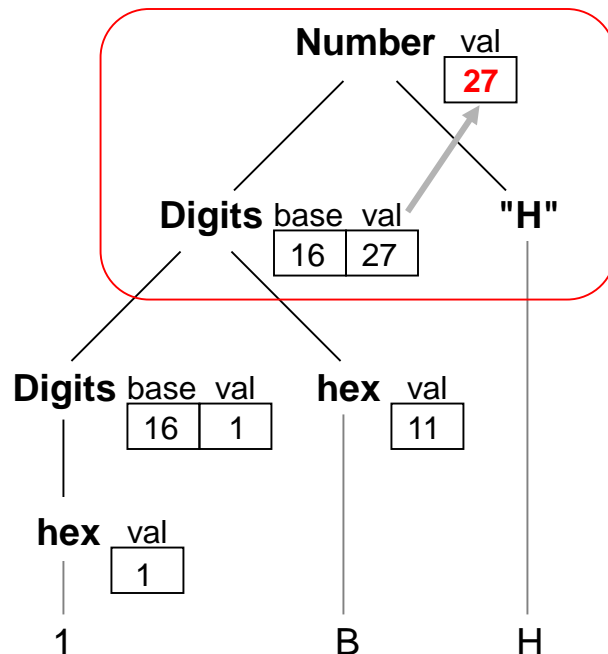 Number val
27
Digits base val "H"
16 27
Digits base val hex val
16 1 11
hex val
1
1 B H